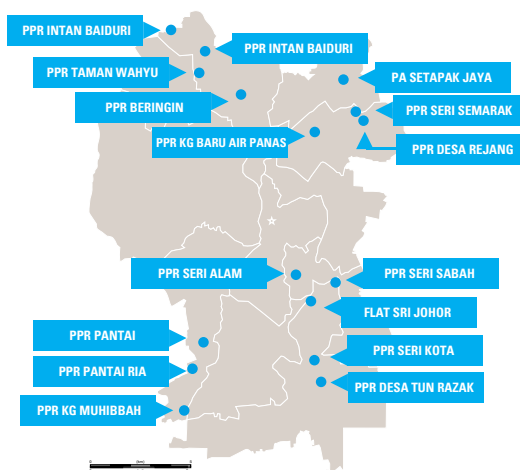 PPR INTAN BAIDURI
PPR INTAN BAIDURI
PPR TAMAN WAHYU
PA SETAPAK JAYA
PPR BERINGIN
PPR SERI SEMARAK
PPR KG BARU AIR PANAS
PPR DESA REJANG
PPR SERI ALAM
PPR SERI SABAH
FLAT SRI JOHOR
PPR PANTAI
PPR SERI KOTA
PPR PANTAI RIA
PPR DESA TUN RAZAK
PPR KG MUHIBBAH
(km)